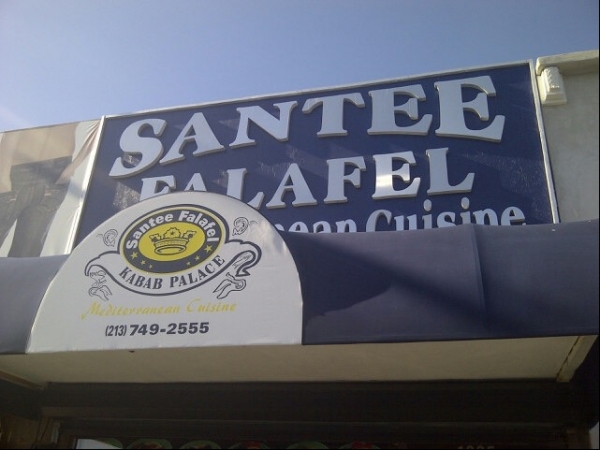 SANTEE
FALAFEL
Cuisine
Santee Falafel
KABAB PALACE
Mediterranean Cuisine
(213) 749-2555